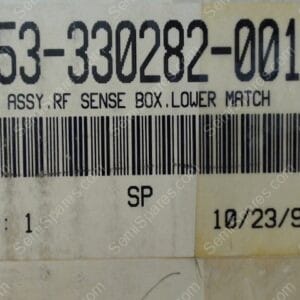 53-330282-001
ASSY.RF SENSE BOX.LOWER MATCH
SP
: 1
10/23/9